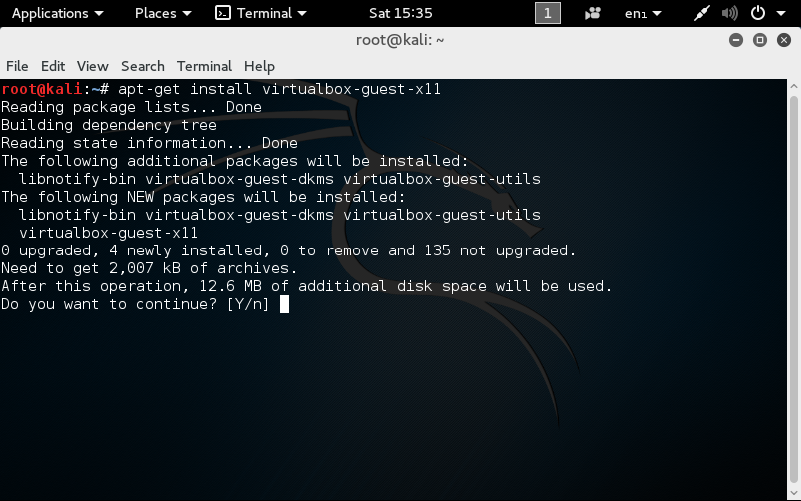 Applications Places Terminal Sat 15:35 1 en₁
root@kali: ~
File Edit View Search Terminal Help
root@kali:~# apt-get install virtualbox-guest-x11
Reading package lists... Done
Building dependency tree
Reading state information... Done
The following additional packages will be installed:
  libnotify-bin virtualbox-guest-dkms virtualbox-guest-utils
The following NEW packages will be installed:
  libnotify-bin virtualbox-guest-dkms virtualbox-guest-utils
  virtualbox-guest-x11
0 upgraded, 4 newly installed, 0 to remove and 135 not upgraded.
Need to get 2,007 kB of archives.
After this operation, 12.6 MB of additional disk space will be used.
Do you want to continue? [Y/n]